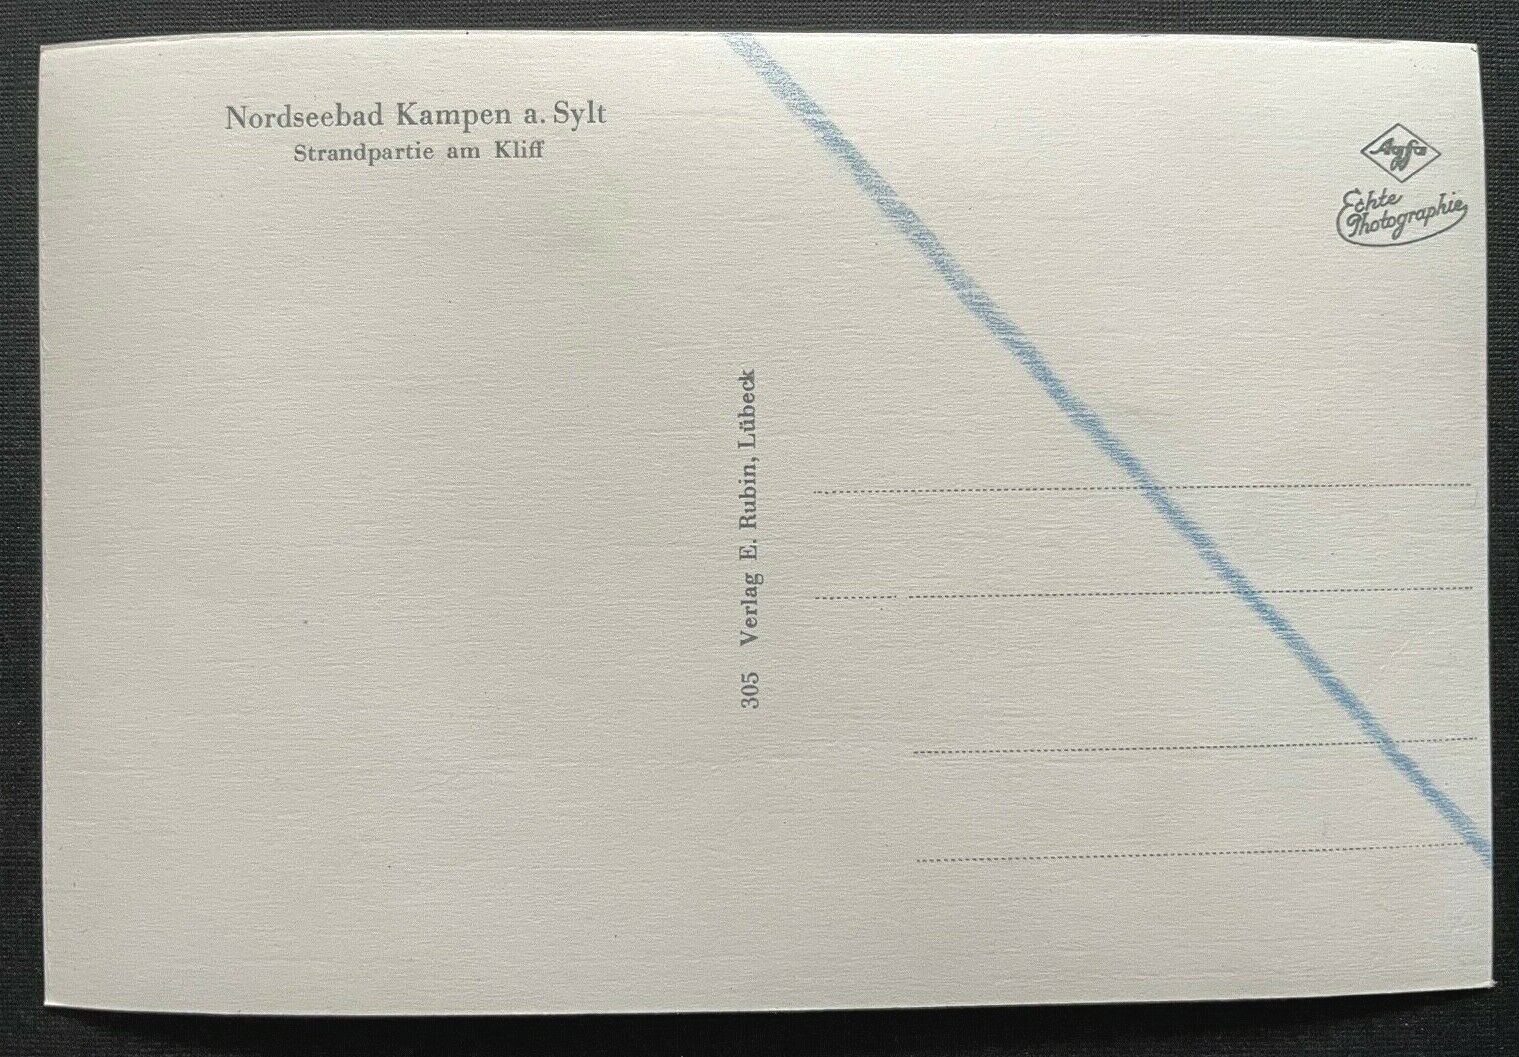 Nordseebad Kampen a. Sylt
Strandpartie am Kliff
305 Verlag E. Rubin, Lübeck
Agfa
Echte
Photographie